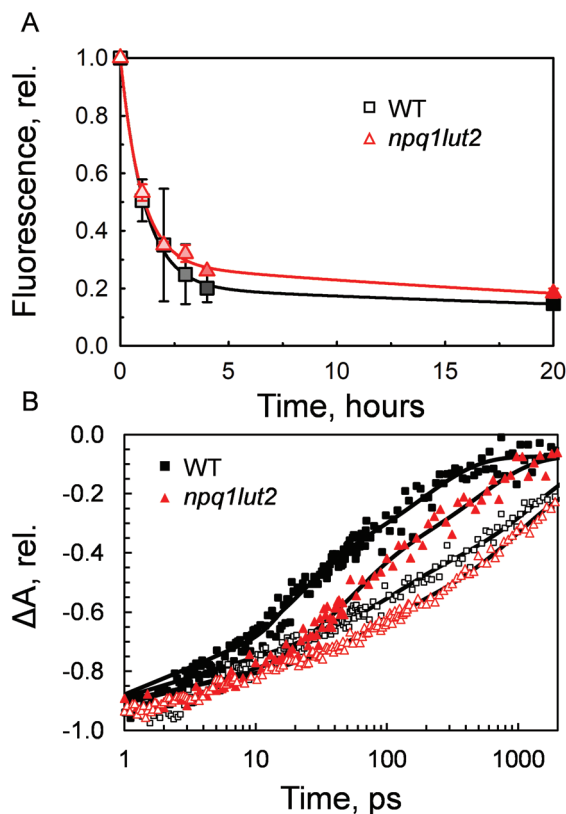 A
Fluorescence, rel.
1.0
0.8
0.6
0.4
0.2
0.0
WT
npq1lut2
0 5 10 15 20
Time, hours
B
ΔA, rel.
0.0
-0.2
-0.4
-0.6
-0.8
-1.0
WT
npq1lut2
1 10 100 1000
Time, ps